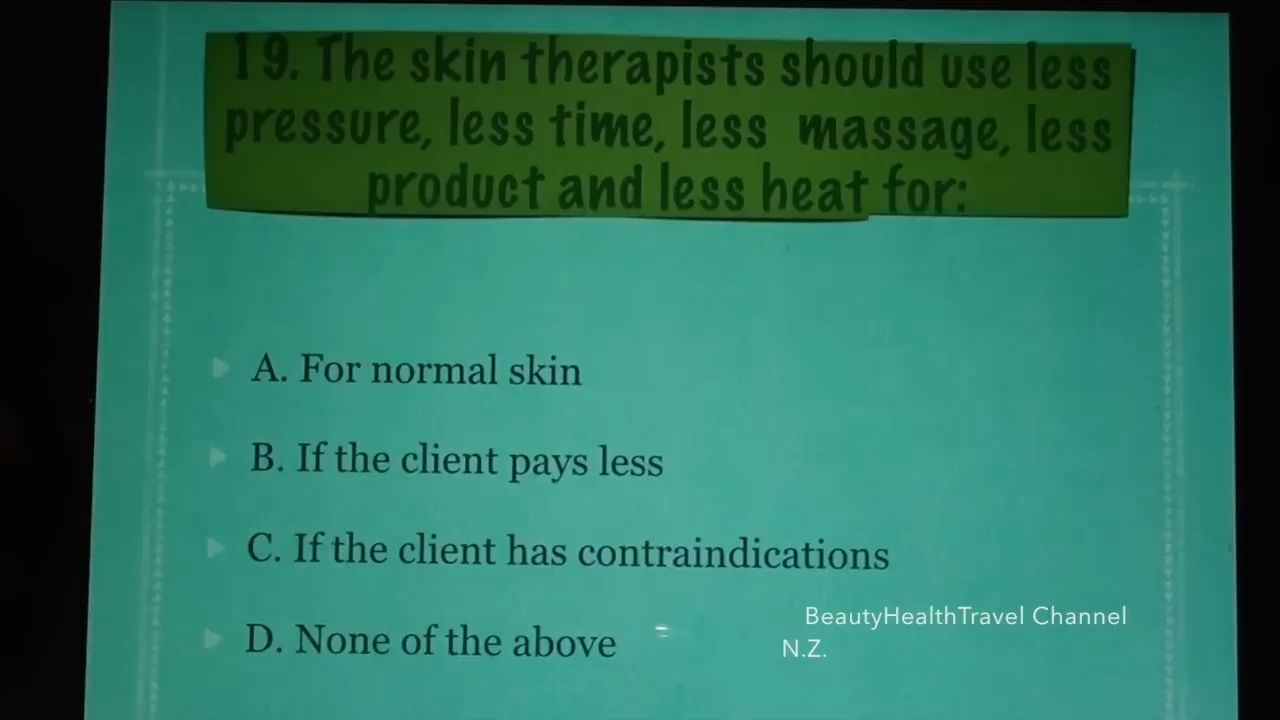 19. The skin therapists should use less
pressure, less time, less massage, less
product and less heat for:
A. For normal skin
B. If the client pays less
C. If the client has contraindications
D. None of the above
BeautyHealthTravel Channel
N.Z.